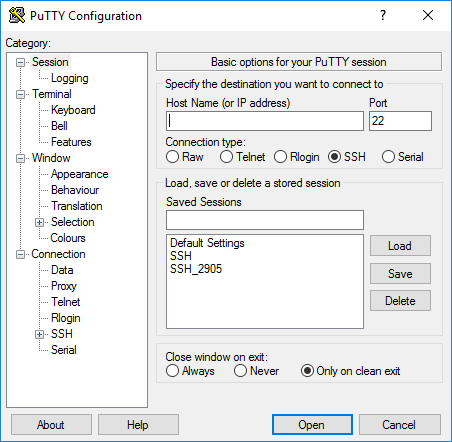 PuTTY Configuration
?
Category:
Session
Logging
Terminal
Keyboard
Bell
Features
Window
Appearance
Behaviour
Translation
Selection
Colours
Connection
Data
Proxy
Telnet
Rlogin
SSH
Serial
Basic options for your PuTTY session
Specify the destination you want to connect to
Host Name (or IP address) Port
22
Connection type:
Raw Telnet Rlogin SSH Serial
Load, save or delete a stored session
Saved Sessions
Default Settings
SSH
SSH_2905
Load
Save
Delete
Close window on exit:
Always Never Only on clean exit
About Help Open Cancel